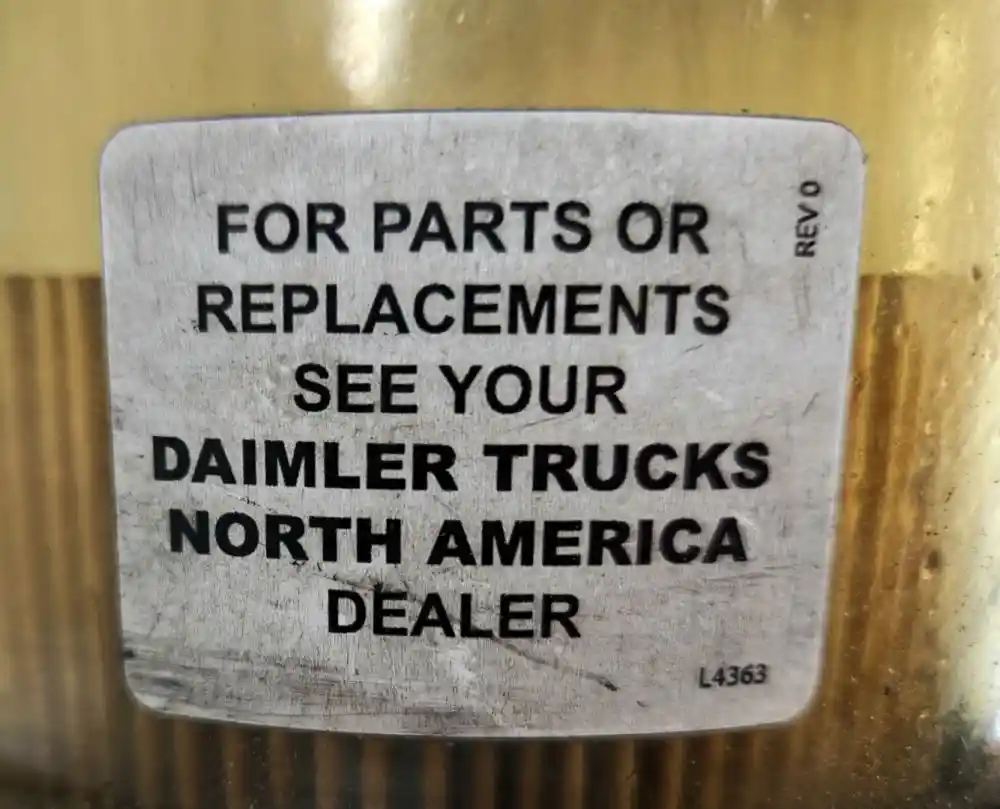 FOR PARTS OR
REPLACEMENTS
SEE YOUR
DAIMLER TRUCKS
NORTH AMERICA
DEALER
REV 0
L4363